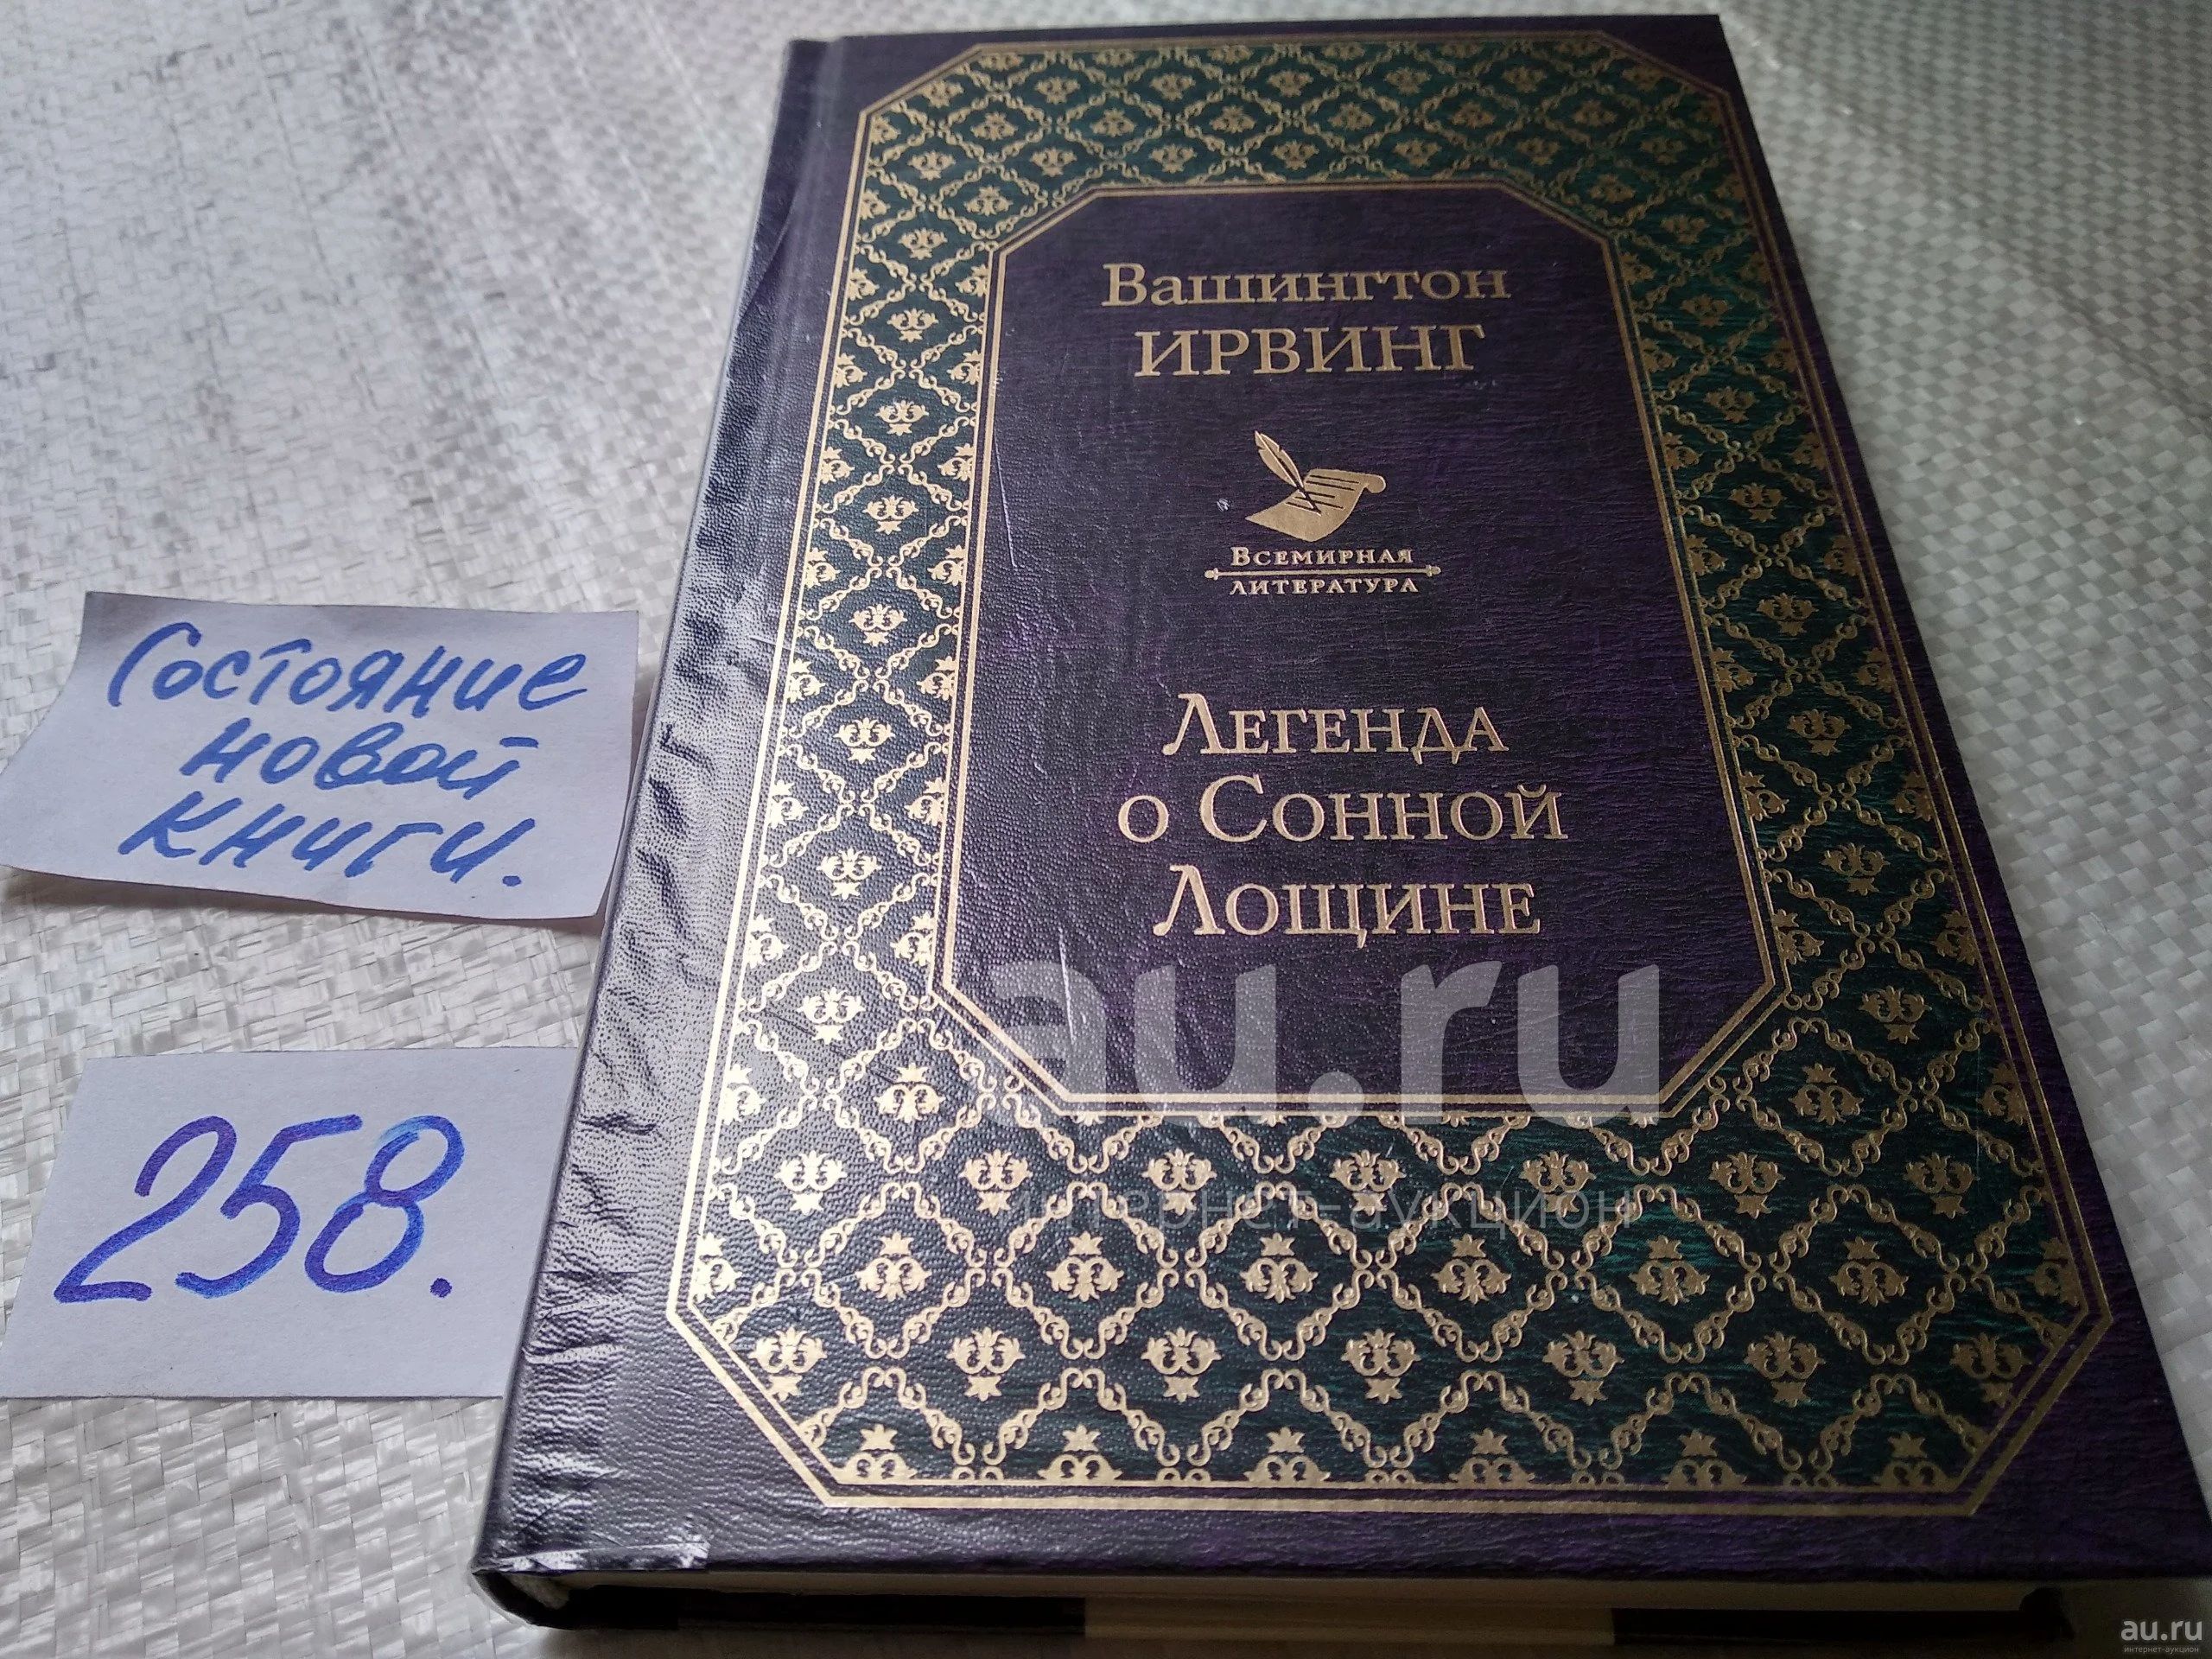 Вашингтон
ИРВИНГ
Всемирная
литература
Легенда
о Сонной
Лощине
Состояние
новой
книги.
258.
au.ru
интернет-аукцион
au.ru
интернет-аукцион